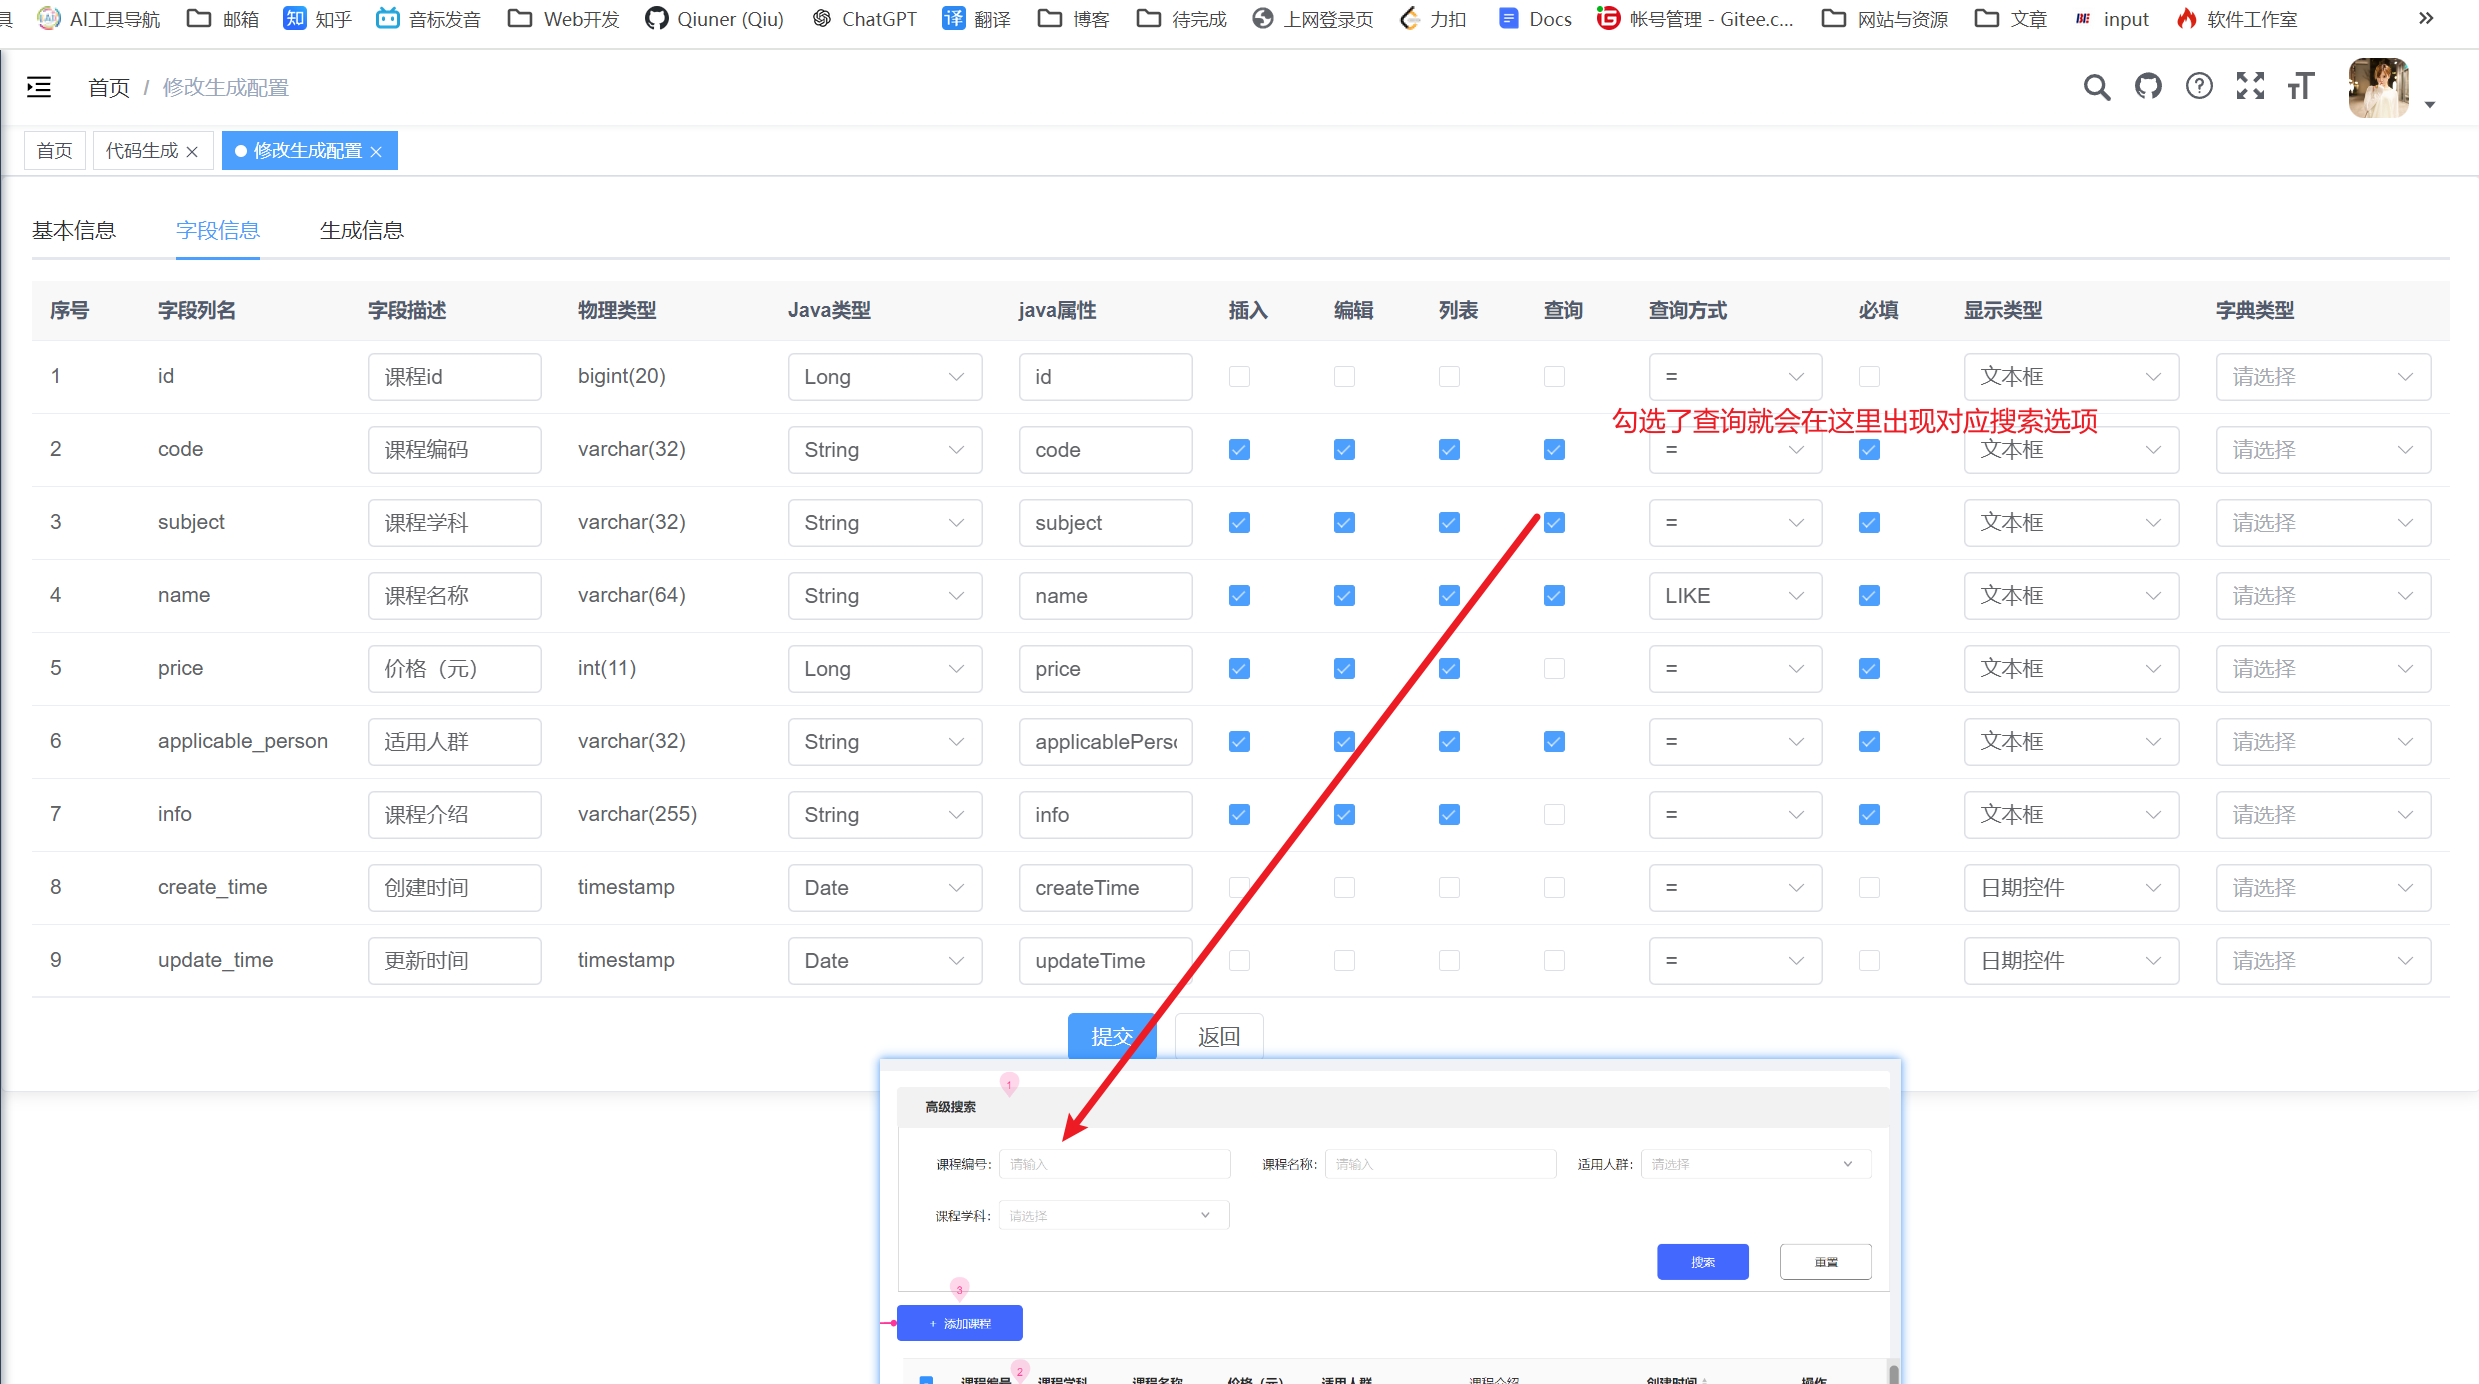 具 AI工具导航 邮箱 知 知乎 音标发音 Web开发 Qiuner (Qiu) ChatGPT 译 翻译 博客 待完成 上网登录页 力扣 Docs G 帐号管理 - Gitee.c... 网站与资源 文章 input 软件工作室 »
首页 / 修改生成配置
首页 代码生成 × 修改生成配置 ×
基本信息 字段信息 生成信息
序号 字段列名 字段描述 物理类型 Java类型 java属性 插入 编辑 列表 查询 查询方式 必填 显示类型 字典类型
1 id 课程id bigint(20) Long id = 文本框 请选择
勾选了查询就会在这里出现对应搜索选项
2 code 课程编码 varchar(32) String code = 文本框 请选择
3 subject 课程学科 varchar(32) String subject = 文本框 请选择
4 name 课程名称 varchar(64) String name LIKE 文本框 请选择
5 price 价格（元） int(11) Long price = 文本框 请选择
6 applicable_person 适用人群 varchar(32) String applicablePers = 文本框 请选择
7 info 课程介绍 varchar(255) String info = 文本框 请选择
8 create_time 创建时间 timestamp Date createTime = 日期控件 请选择
9 update_time 更新时间 timestamp Date updateTime = 日期控件 请选择
提交 返回
1
高级搜索
课程编号: 请输入 课程名称: 请输入 适用人群: 请选择
课程学科: 请选择
搜索 重置
3
+ 添加课程
2
课程编号 课程学科 课程名称 价格（元） 适用人群 课程介绍 创建时间 操作